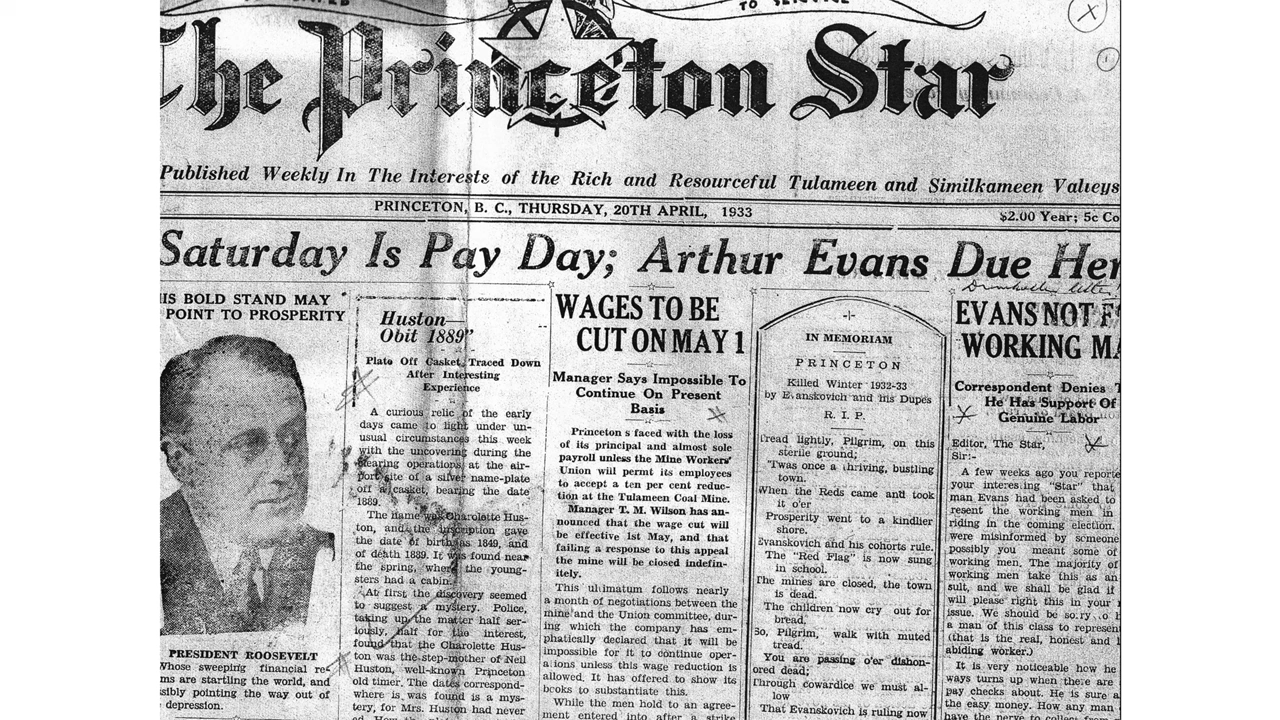 TO SERVICE
The Princeton Star
Published Weekly In The Interests of the Rich and Resourceful Tulameen and Similkameen Valleys
PRINCETON, B. C., THURSDAY, 20TH APRIL, 1933
$2.00 Year; 5c Co
Saturday Is Pay Day; Arthur Evans Due Her
IS BOLD STAND MAY
POINT TO PROSPERITY
PRESIDENT ROOSEVELT
Whose sweeping financial re-
ms are startling the world, and
sibly pointing the way out of
depression.
Huston—
Obit 1889”
Plate Off Casket, Traced Down
After Interesting
Experience
A curious relic of the early
days came to light under un-
usual circumstances this week
with the uncovering during the
clearing operations at the air-
port site of a silver name-plate
off a casket, bearing the date
1889.
The name was Charolette Hus-
ton, and the inscription gave
the date of birth as 1849, and
of death 1889. It was found near
the spring, where the young-
sters had a cabin.
At first the discovery seemed
to suggest a mystery. Police,
taking up the matter half ser-
iously, half for the interest,
found that the Charolette Hus-
ton was the step-mother of Neil
Huston, well-known Princeton
old timer. The dates correspond-
where is was found is a mys-
tery, for Mrs. Huston had never
WAGES TO BE
CUT ON MAY 1
Manager Says Impossible To
Continue On Present
Basis
Princeton s faced with the loss
of its principal and almost sole
payroll unless the Mine Workers'
Union will permit its employees
to accept a ten per cent reduc-
tion at the Tulameen Coal Mine.
Manager T. M. Wilson has an-
nounced that the wage cut will
be effective 1st May, and that
failing a response to this appeal
the mine will be closed indefin-
itely.
This ultimatum follows nearly
a month of negotiations between the
mine and the Union committee, dur-
ing which the company has em-
phatically declared that it will be
impossible for it to continue oper-
ations unless this wage reduction is
allowed. It has offered to show its
books to substantiate this.
While the men hold to an agree-
ment entered into after a strike
IN MEMORIAM
PRINCETON
Killed Winter 1932-33
by Evanskovich and his Dupes
R. I. P.
Tread lightly, Pilgrim, on this
sterile ground;
'Twas once a thriving, bustling
town.
When the Reds came and took
it o'er
Prosperity went to a kindlier
shore.
Evanskovich and his cohorts rule.
The "Red Flag" is now sung
in school.
The mines are closed, the town
is dead.
The children now cry out for
bread.
So, Pilgrim, walk with muted
tread.
You are passing o'er dishon-
ored dead;
Through cowardice we must al-
low
That Evanskovich is ruling now
EVANS NOT F
WORKING MA
Correspondent Denies T
He Has Support Of
Genuine Labor
Editor, The Star,
Sir:-
A few weeks ago you reporte
your interesing "Star" that
man Evans had been asked to
resent the working men in
riding in the coming election.
were misinformed by someone
possibly you meant some of
working men. The majority of
working men take this as an
sult, and we shall be glad if
will please right this in your
issue. We should be sorry o h
a man of this class to represent
(that is the real, honest and l
abiding worker.)
It is very noticeable how he
ways turns up when there are
pay checks about. He is sure a
the easy money. How any man
have the nerve to collect from